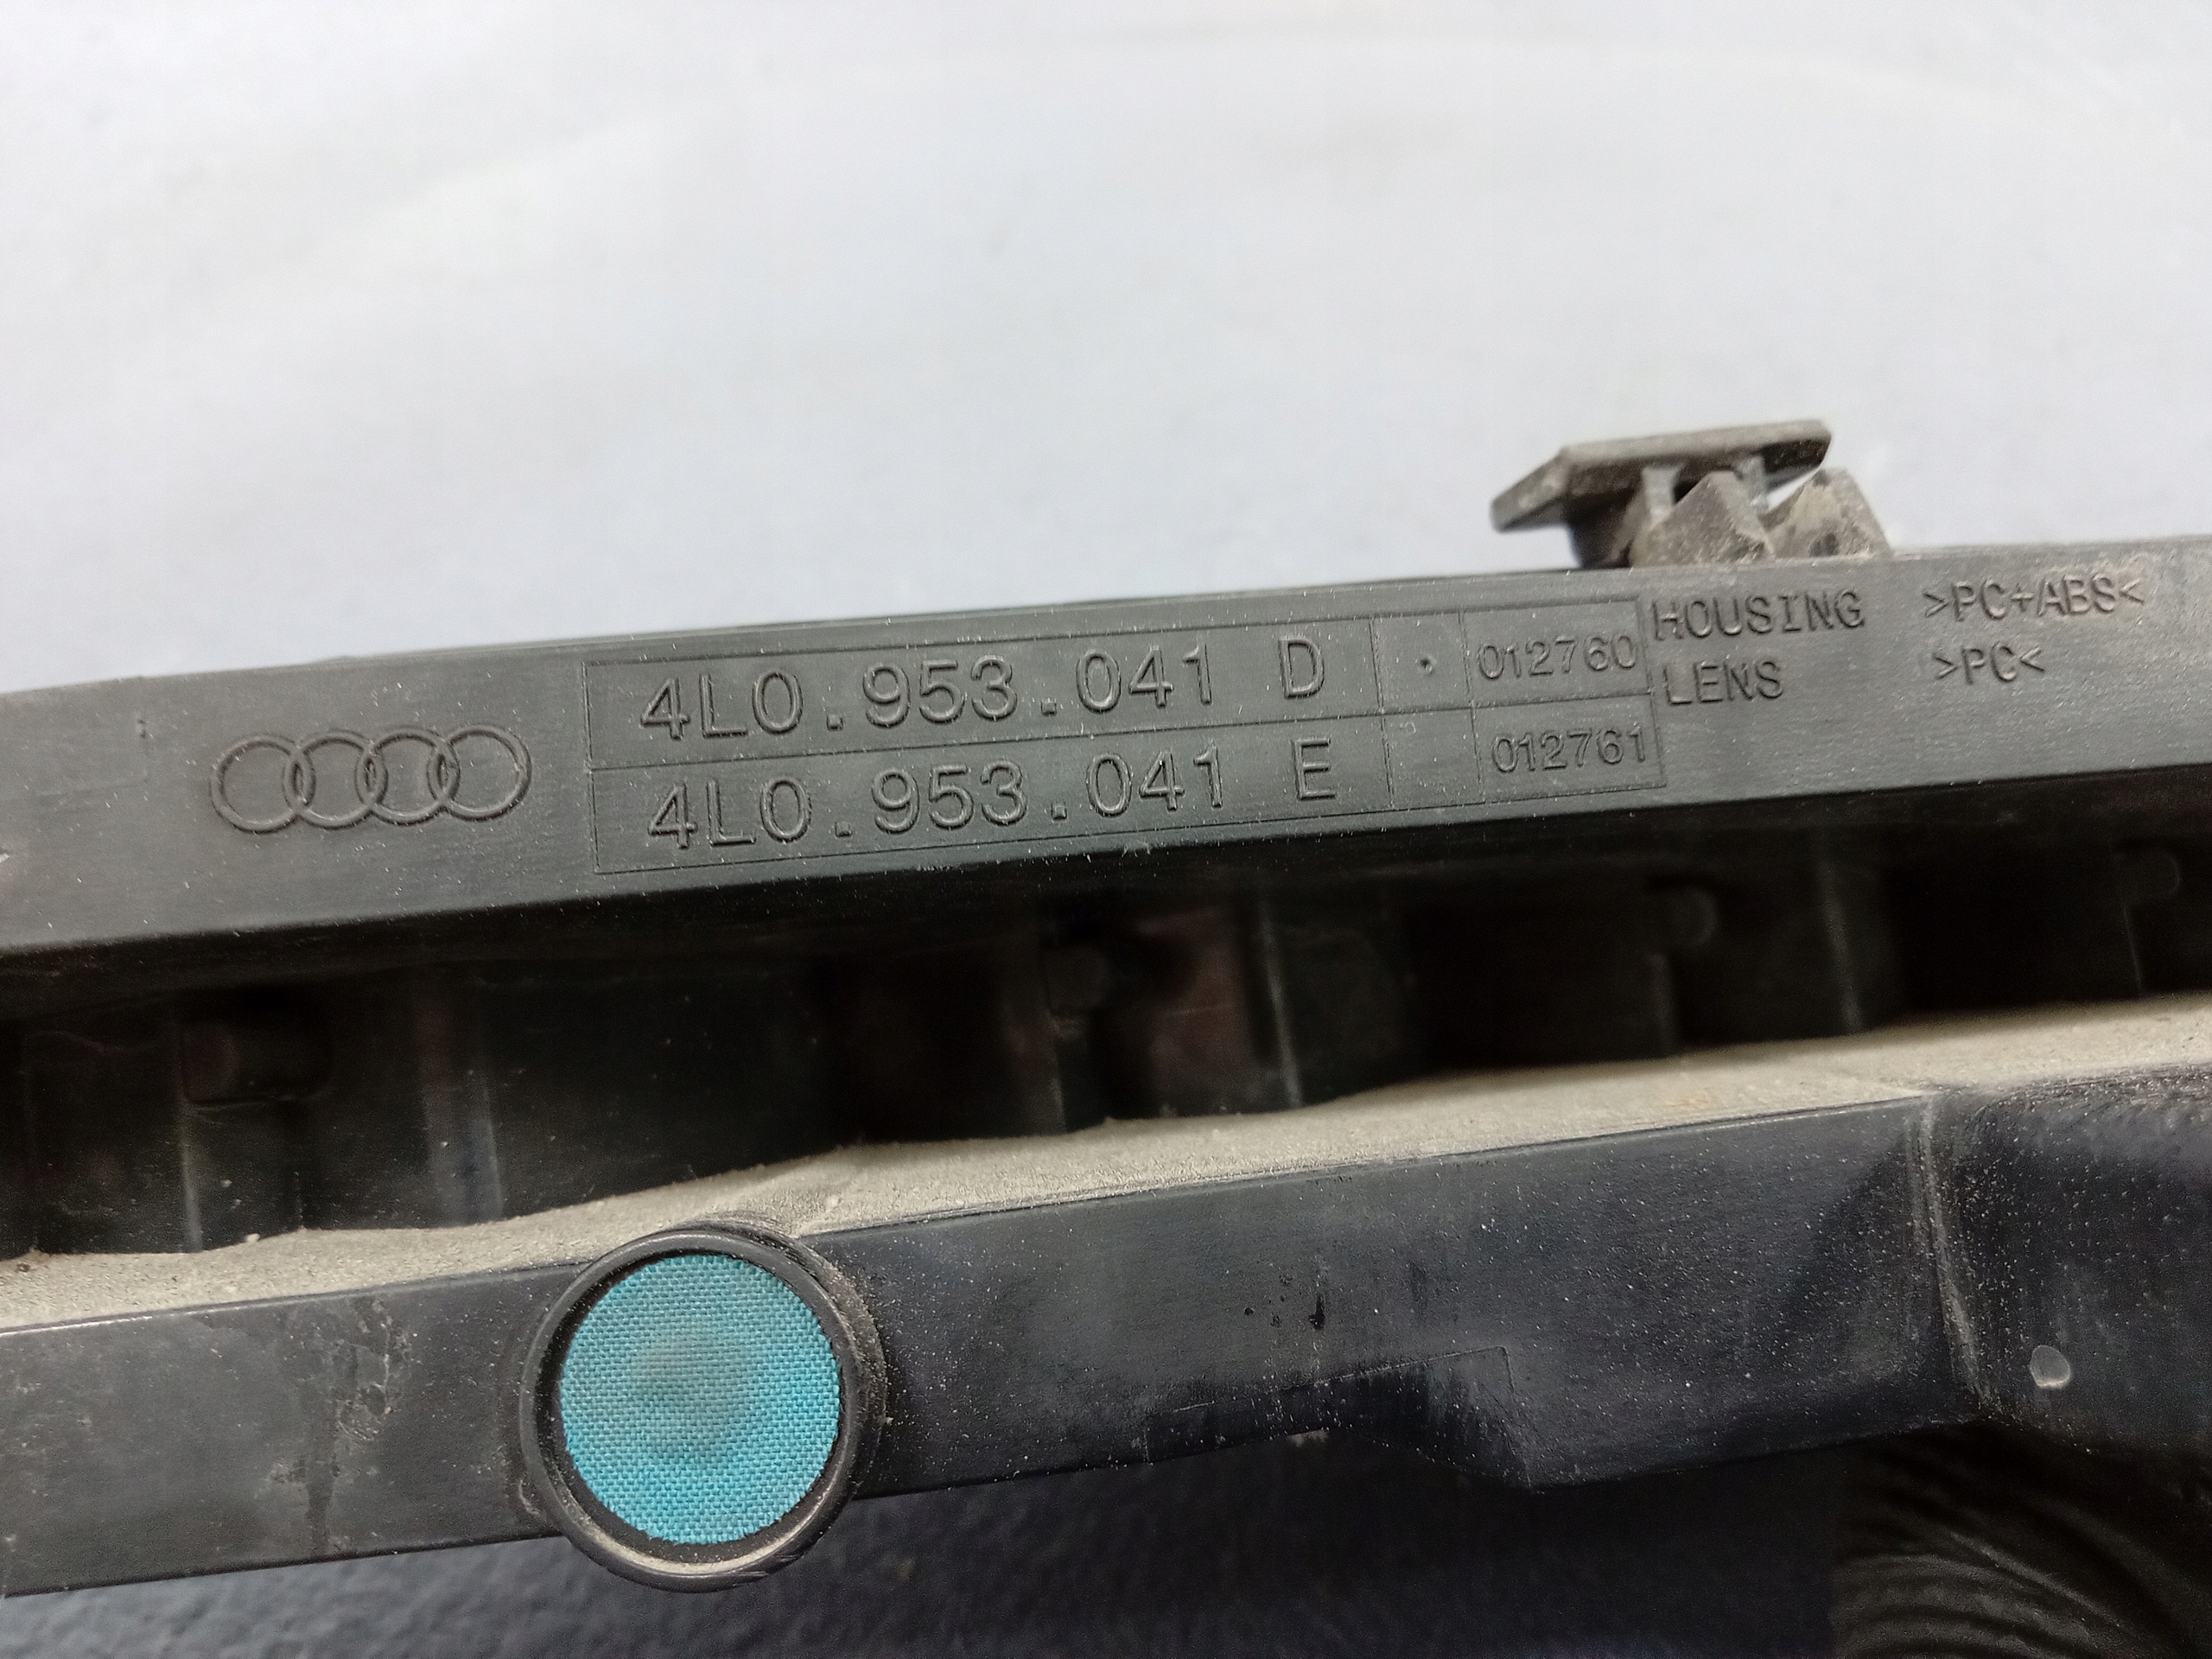 4L0.953.041 D . 012760 HOUSING >PC+ABS<
4L0.953.041 E 012761 LENS >PC<